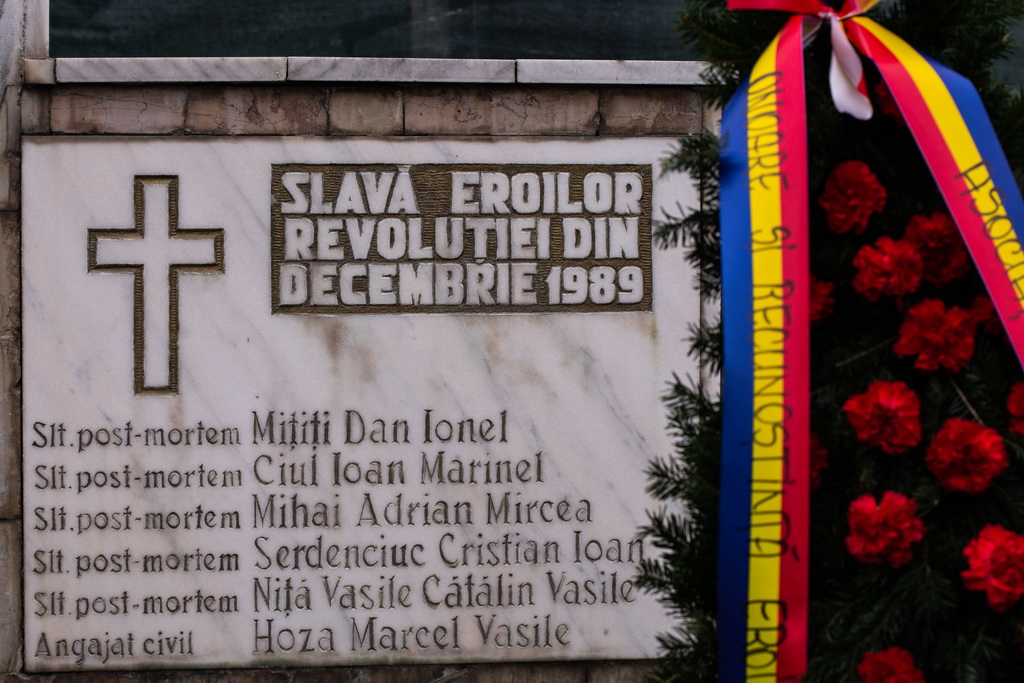 SLAVĂ EROILOR
REVOLUȚIEI DIN
DECEMBRIE 1989
Slt. post-mortem Mițiți Dan Ionel
Slt. post-mortem Ciul Ioan Marinel
Slt. post-mortem Mihai Adrian Mircea
Slt. post-mortem Serdenciuc Cristian Ioan
Slt. post-mortem Niță Vasile Cătălin Vasile
Angajat civil Hoza Marcel Vasile
CINSTIRE ȘI RECUNOȘTINȚĂ